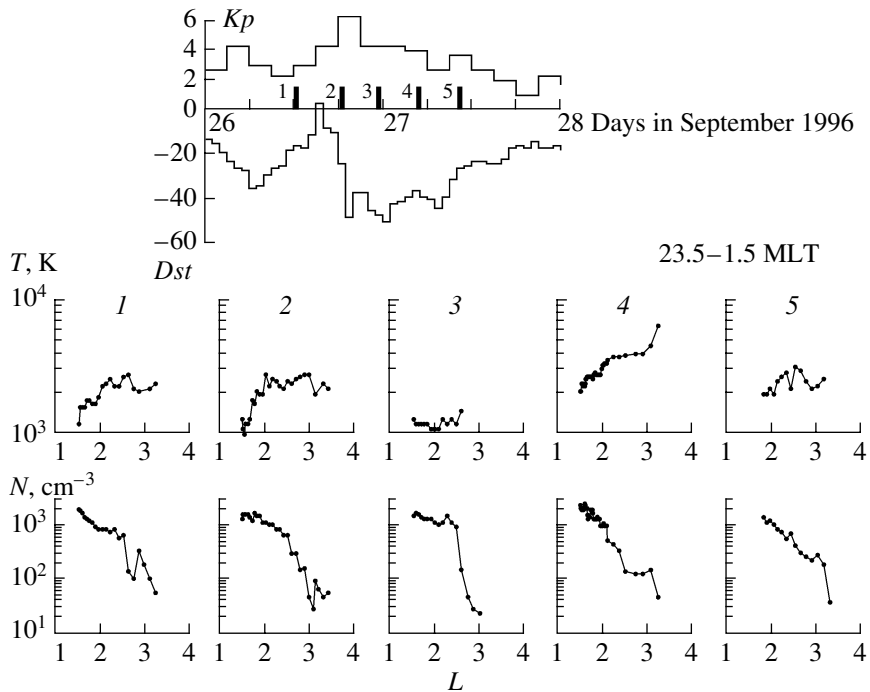 Kp
6
4
2
0
1 2 3 4 5
26 27 28 Days in September 1996
−20
−40
−60
Dst
23.5–1.5 MLT
T, K
10^4
10^3
1 2 3 4 5
1 2 3 4 1 2 3 4 1 2 3 4 1 2 3 4 1 2 3 4
N, cm^−3
10^3
10^2
10^1
1 2 3 4 1 2 3 4 1 2 3 4 1 2 3 4 1 2 3 4
L